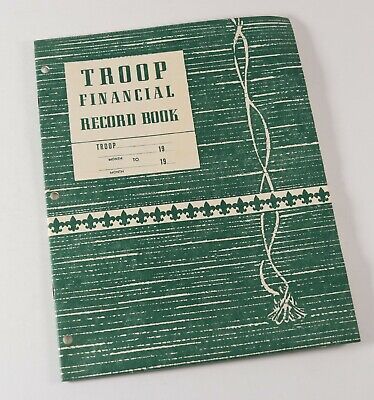 TROOP
FINANCIAL
RECORD BOOK
TROOP 19
MONTH TO 19
MONTH